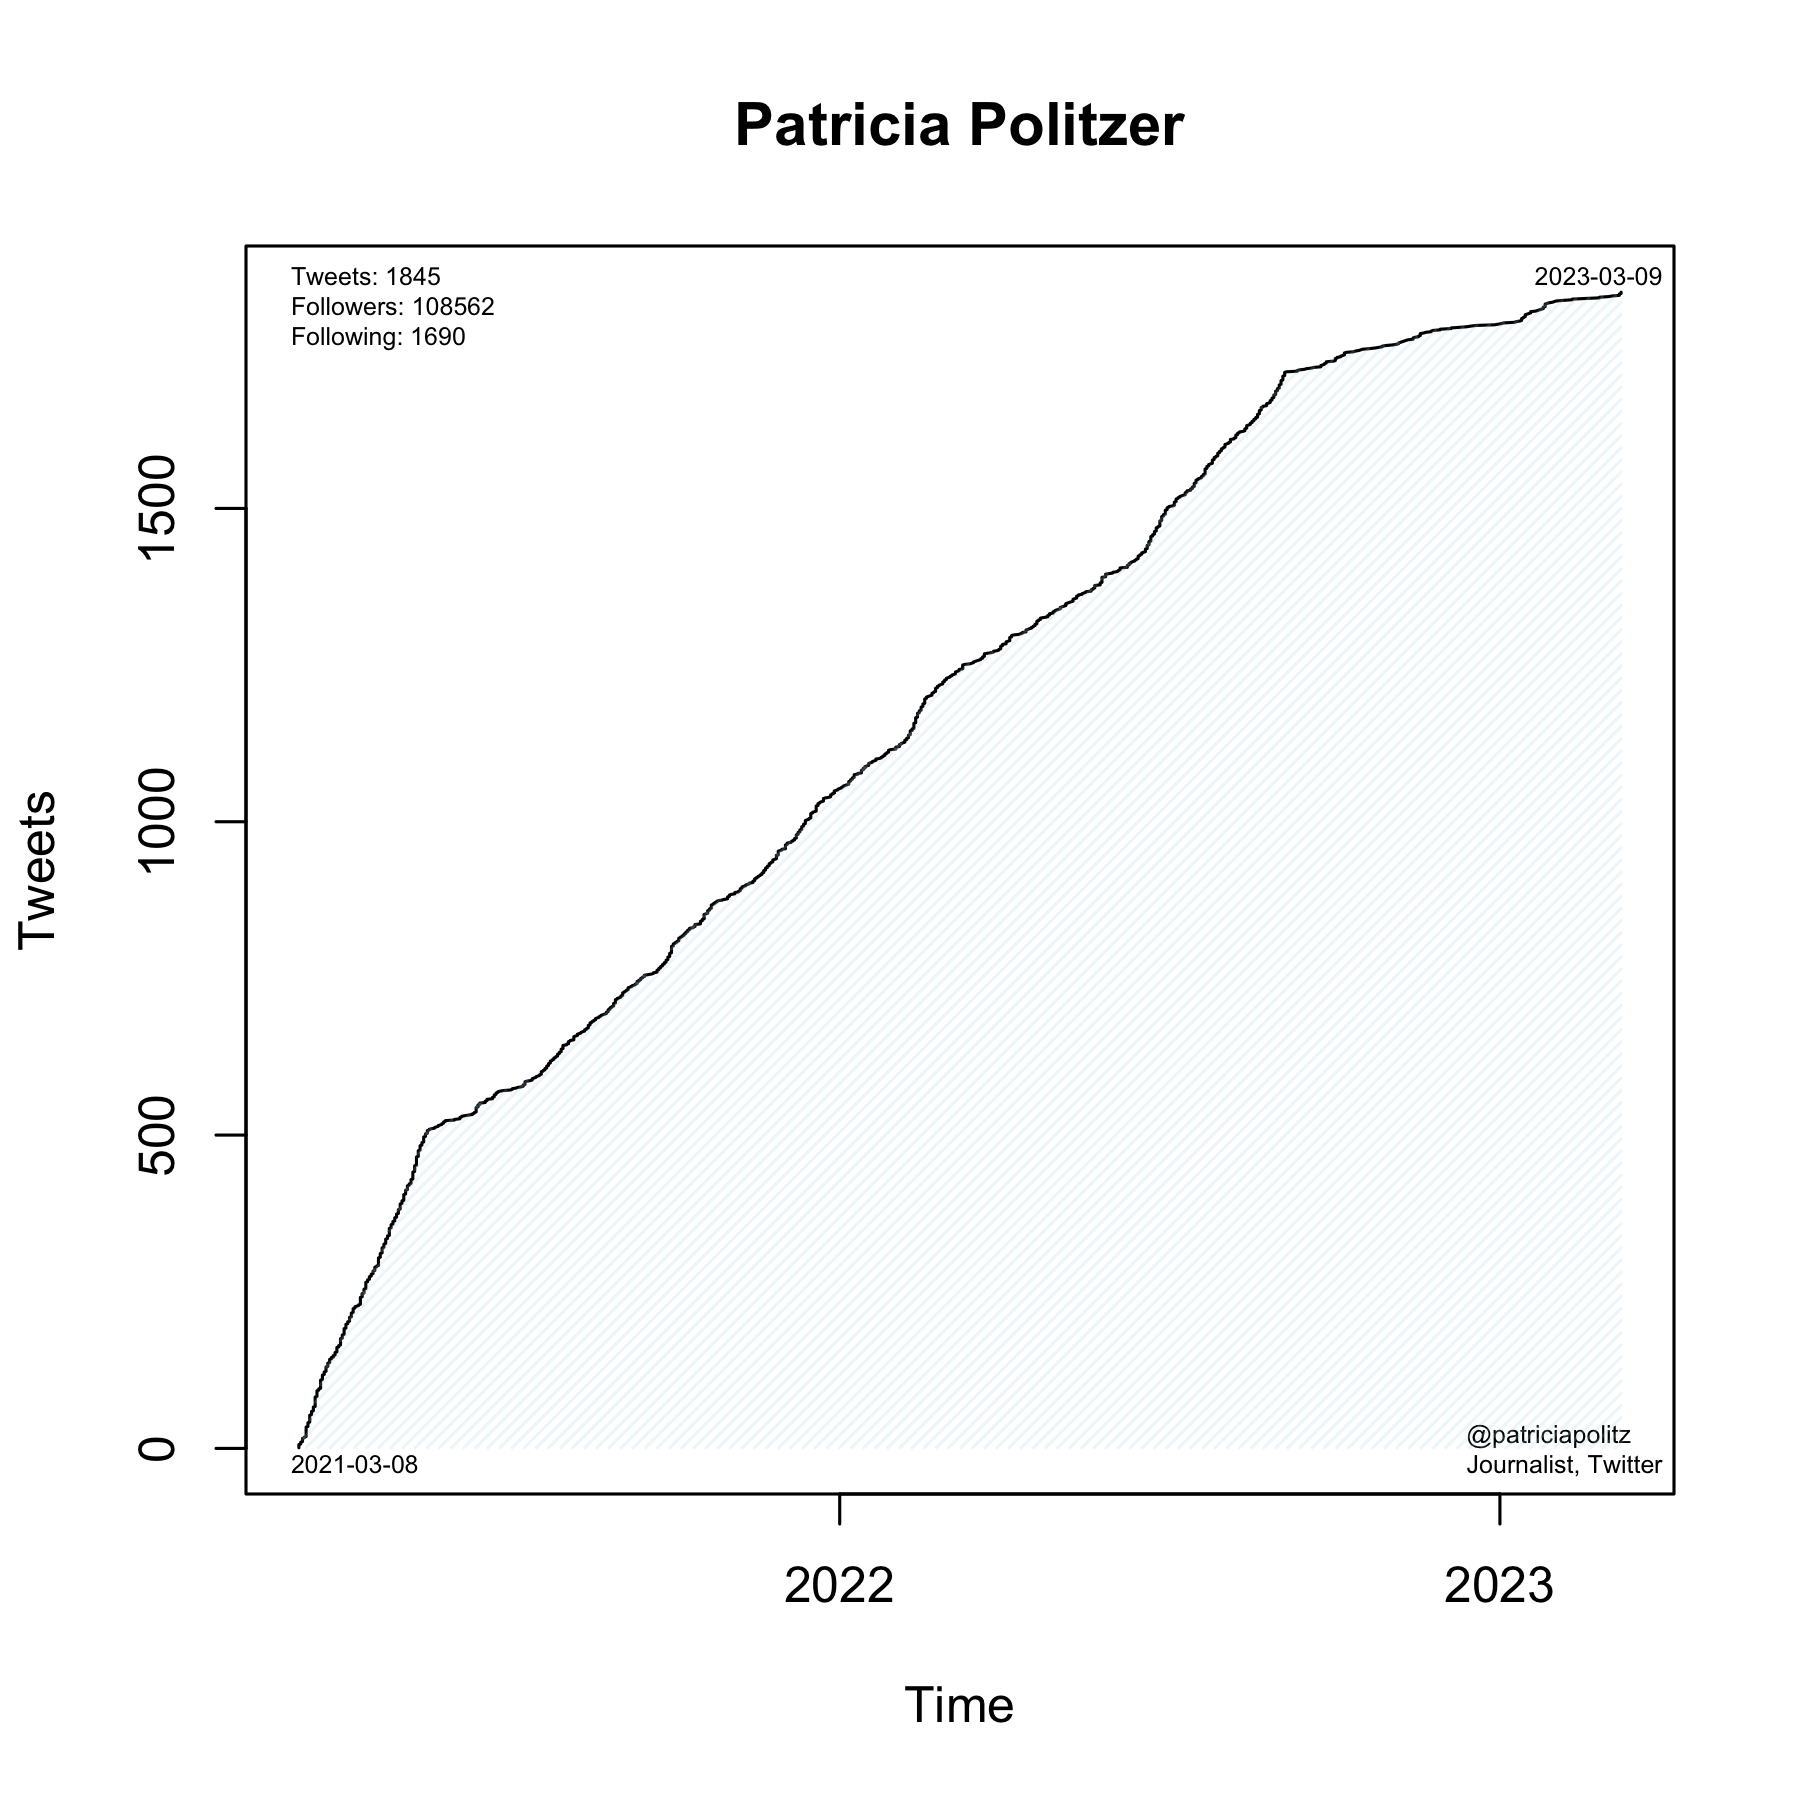 Patricia Politzer
Tweets: 1845
Followers: 108562
Following: 1690
2023-03-09
1500
1000
500
0
Tweets
2021-03-08
@patriciapolitz
Journalist, Twitter
2022
2023
Time